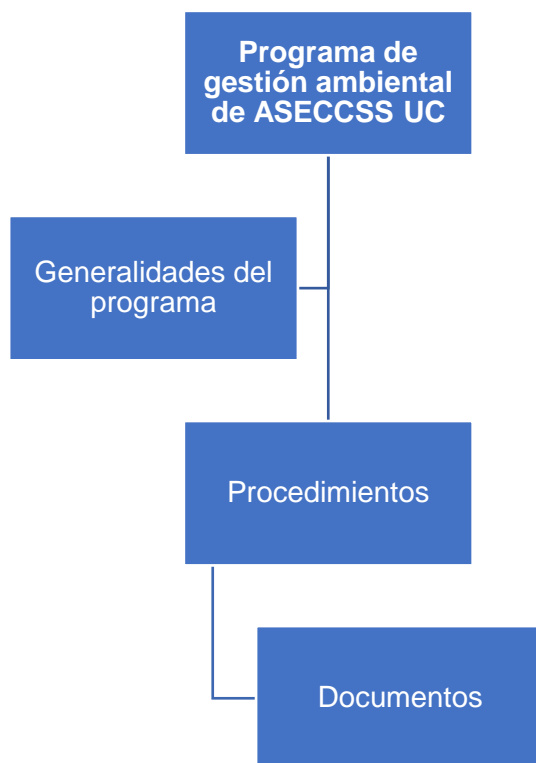 Programa de
gestión ambiental
de ASECCSS UC
Generalidades del
programa
Procedimientos
Documentos